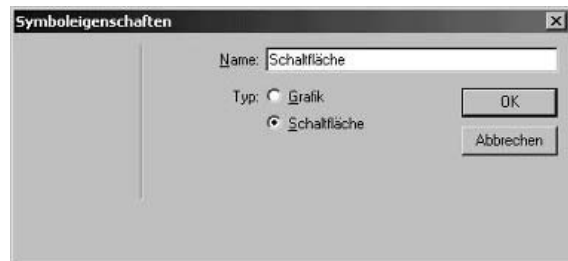 Symboleigenschaften
Name: Schaltfläche
Typ: Grafik
OK
Schaltfläche
Abbrechen